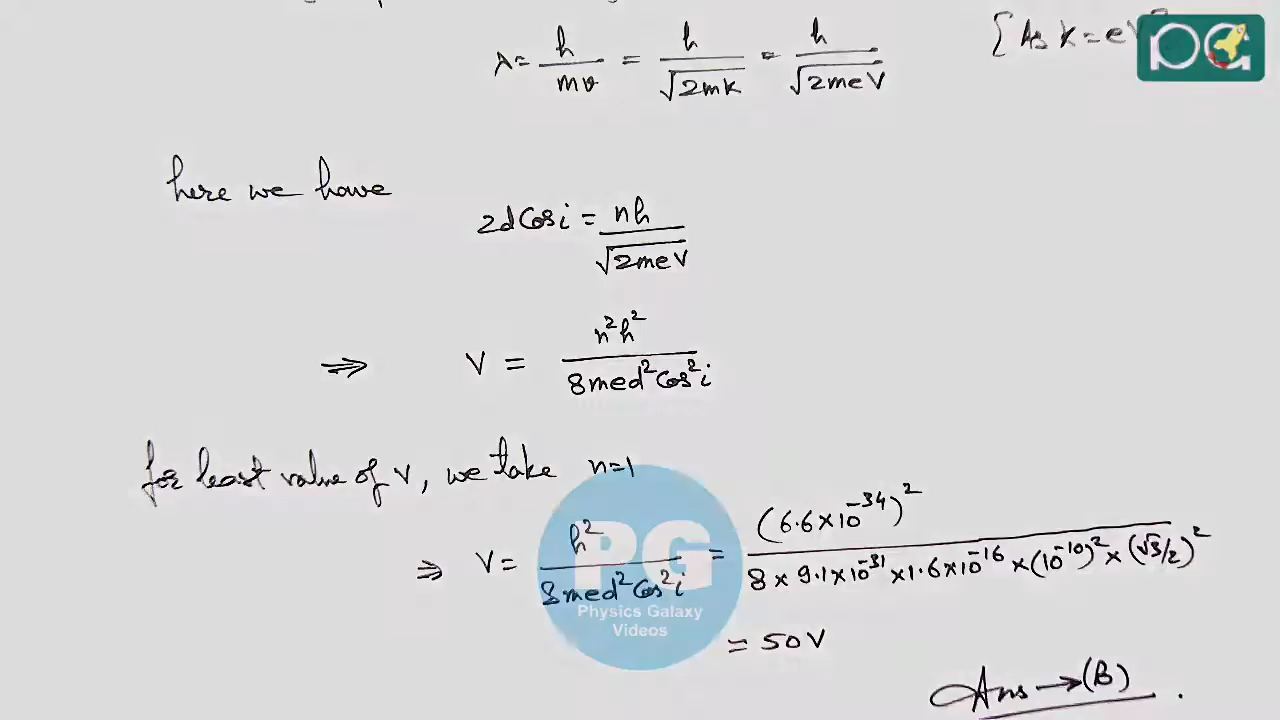 λ = h/mv = h/√2mK = h/√2meV [As K = eV
PG
here we have
2d Cos i = nh/√2meV
⇒ V = n²h²/8med²Cos²i
for least value of V, we take n=1
⇒ V = h²/8med²Cos²i = (6.6×10⁻³⁴)²/8×9.1×10⁻³¹×1.6×10⁻¹⁶×(10⁻¹⁰)²×(√3/2)²
PG
Physics Galaxy
Videos
= 50V
Ans → (B).